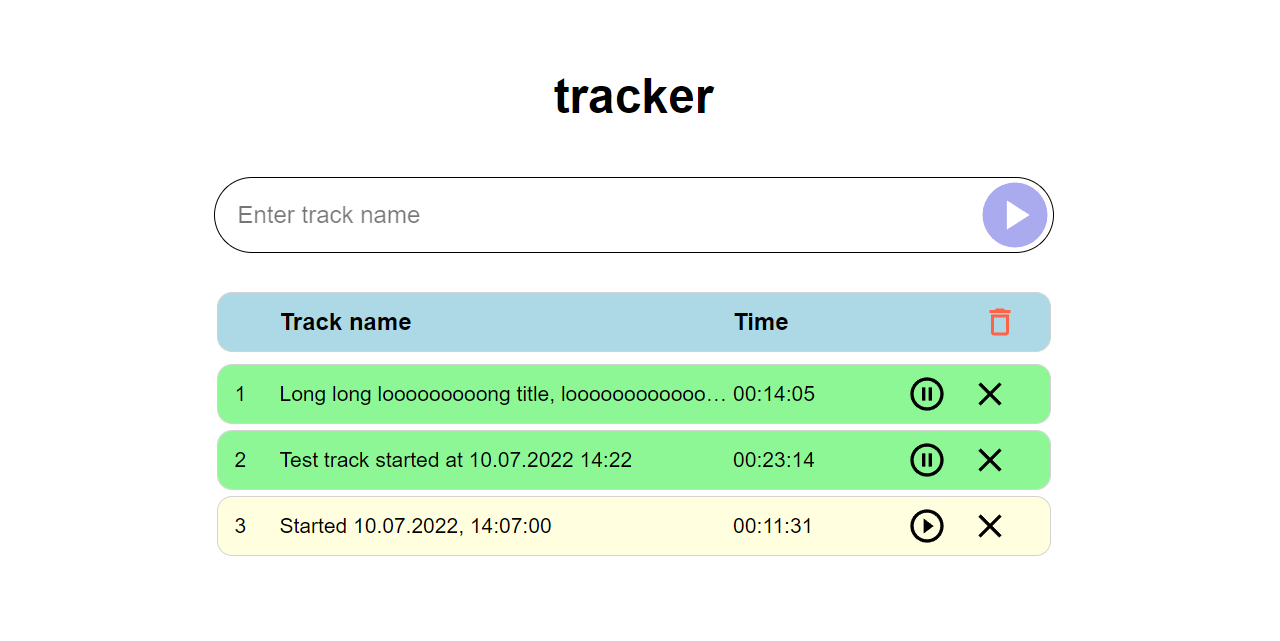 tracker
Enter track name
Track name Time
1 Long long looooooooong title, loooooooooooo… 00:14:05
2 Test track started at 10.07.2022 14:22 00:23:14
3 Started 10.07.2022, 14:07:00 00:11:31